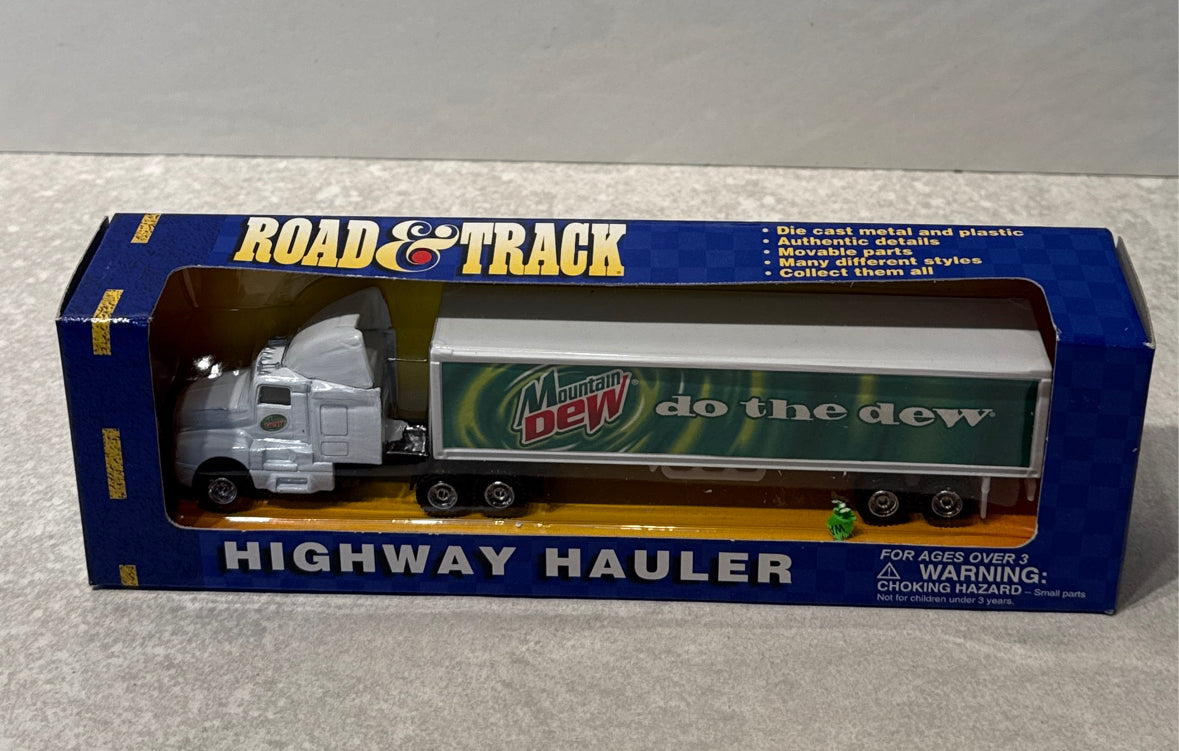 ROAD & TRACK
• Die cast metal and plastic
• Authentic details
• Movable parts
• Many different styles
• Collect them all
Mountain
Dew®
do the dew®
HIGHWAY HAULER
FOR AGES OVER 3
⚠ WARNING:
CHOKING HAZARD – Small parts
Not for children under 3 years.